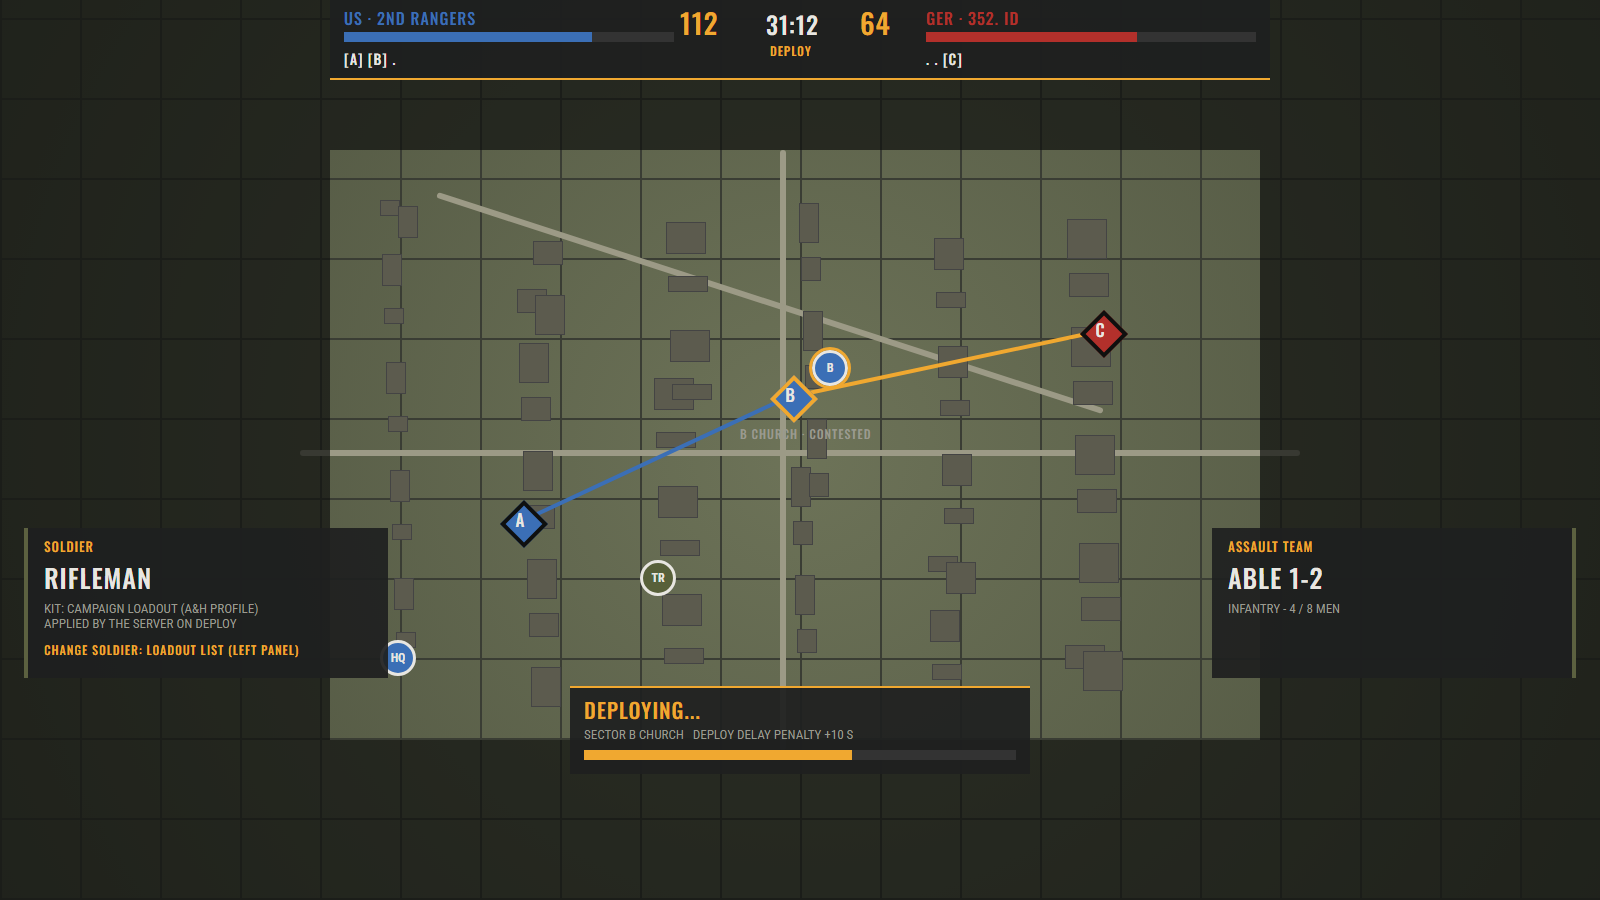 US · 2ND RANGERS
112
31:12
64
GER · 352. ID
DEPLOY
[A] [B] .
. . [C]
C
B
B
B CHURCH · CONTESTED
A
TR
HQ
SOLDIER
RIFLEMAN
KIT: CAMPAIGN LOADOUT (A&H PROFILE)
APPLIED BY THE SERVER ON DEPLOY
CHANGE SOLDIER: LOADOUT LIST (LEFT PANEL)
ASSAULT TEAM
ABLE 1-2
INFANTRY - 4 / 8 MEN
DEPLOYING...
SECTOR B CHURCH DEPLOY DELAY PENALTY +10 S